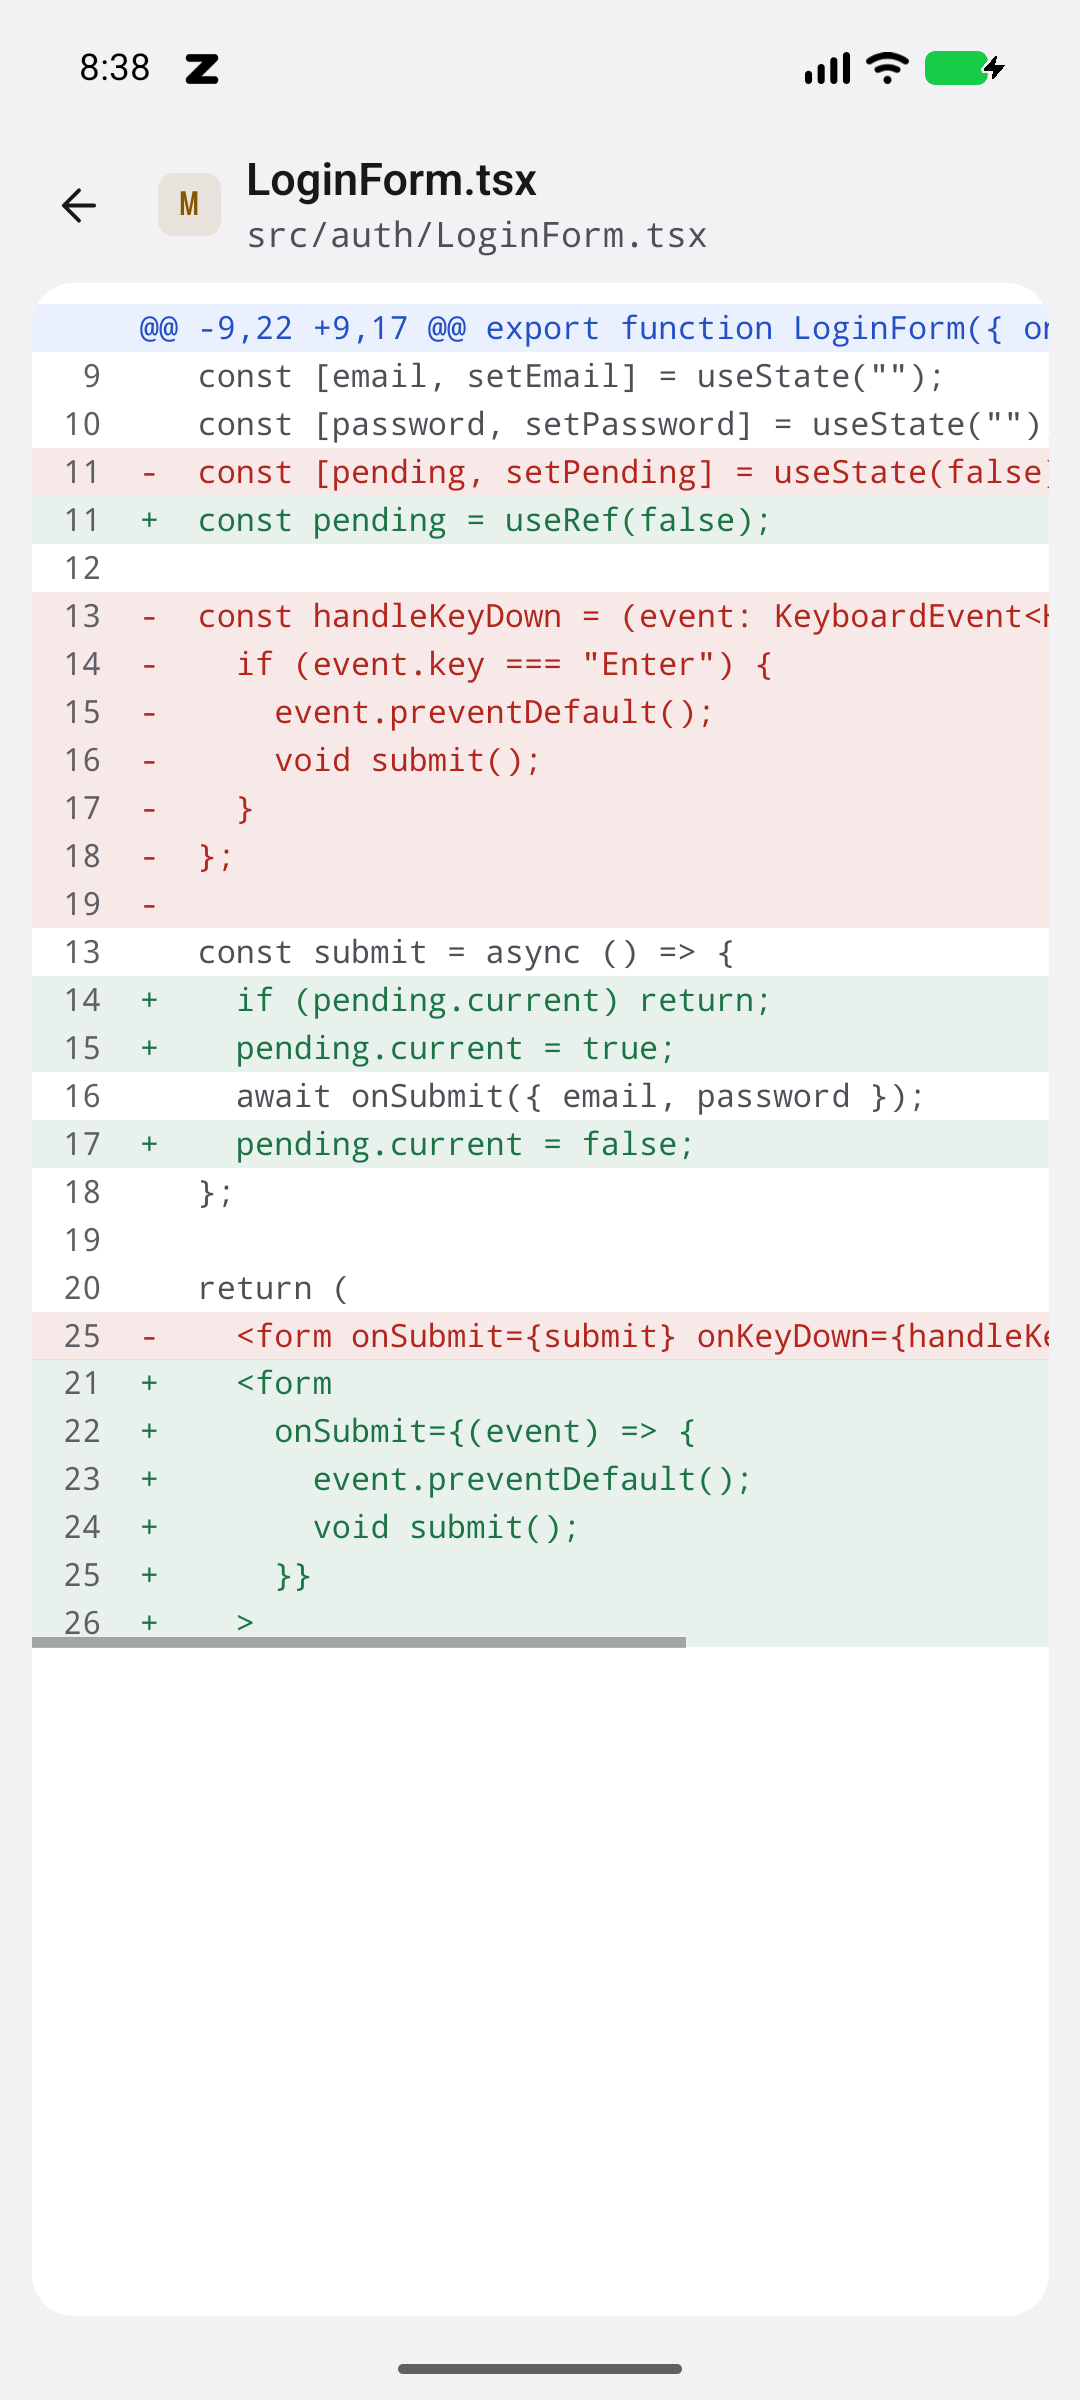 8:38
M
LoginForm.tsx
src/auth/LoginForm.tsx
@@ -9,22 +9,17 @@ export function LoginForm({ on
9 const [email, setEmail] = useState("");
10 const [password, setPassword] = useState("")
11 - const [pending, setPending] = useState(false)
11 + const pending = useRef(false);
12
13 - const handleKeyDown = (event: KeyboardEvent<H
14 - if (event.key === "Enter") {
15 - event.preventDefault();
16 - void submit();
17 - }
18 - };
19 -
13 const submit = async () => {
14 + if (pending.current) return;
15 + pending.current = true;
16 await onSubmit({ email, password });
17 + pending.current = false;
18 };
19
20 return (
25 - <form onSubmit={submit} onKeyDown={handleKe
21 + <form
22 + onSubmit={(event) => {
23 + event.preventDefault();
24 + void submit();
25 + }}
26 + >